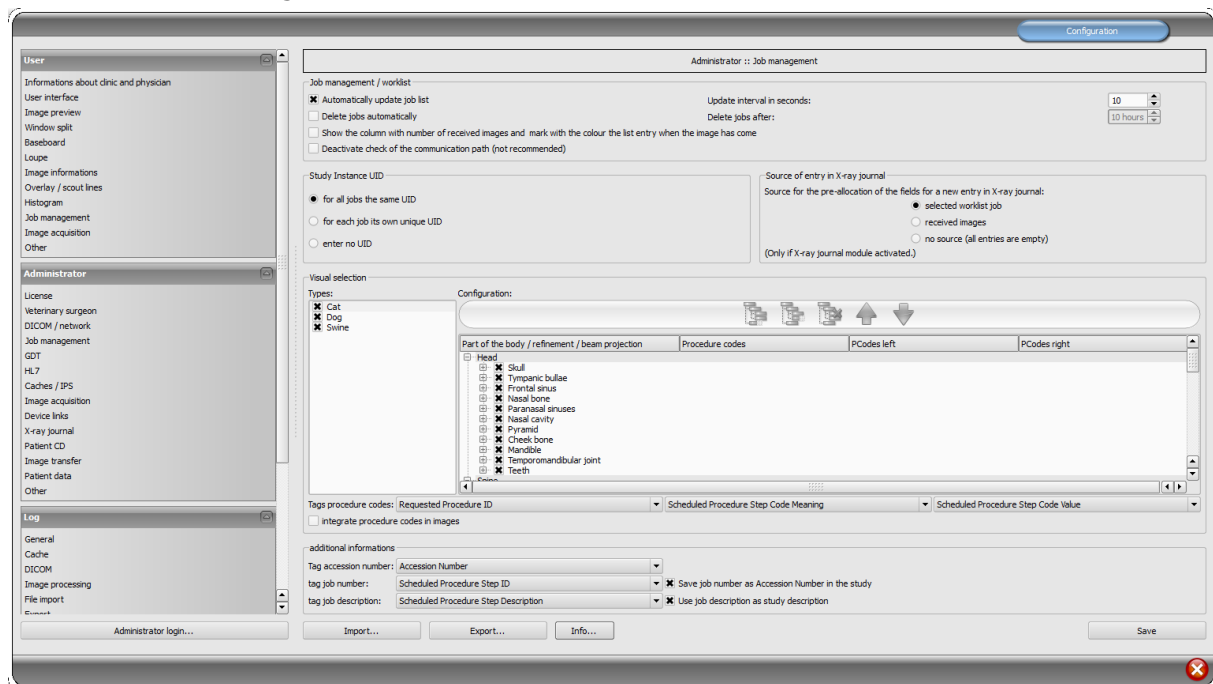 Configuration
User
Informations about clinic and physician
User interface
Image preview
Window split
Baseboard
Loupe
Image informations
Overlay / scout lines
Histogram
Job management
Image acquisition
Other
Administrator
License
Veterinary surgeon
DICOM / network
Job management
GDT
HL7
Caches / IPS
Image acquisition
Device links
X-ray journal
Patient CD
Image transfer
Patient data
Other
Log
General
Cache
DICOM
Image processing
File import
Administrator login...
Administrator :: Job management
Job management / worklist
Automatically update job list
Update interval in seconds:
10
Delete jobs automatically
Delete jobs after:
10 hours
Show the column with number of received images and mark with the colour the list entry when the image has come
Deactivate check of the communication path (not recommended)
Study Instance UID
for all jobs the same UID
for each job its own unique UID
enter no UID
Source of entry in X-ray journal
Source for the pre-allocation of the fields for a new entry in X-ray journal:
selected worklist job
received images
no source (all entries are empty)
(Only if X-ray journal module activated.)
Visual selection
Types:
Cat
Dog
Swine
Configuration:
Part of the body / refinement / beam projection
Procedure codes
PCodes left
PCodes right
Head
Skull
Tympanic bullae
Frontal sinus
Nasal bone
Paranasal sinuses
Nasal cavity
Pyramid
Cheek bone
Mandible
Temporomandibular joint
Teeth
Tags procedure codes:
Requested Procedure ID
Scheduled Procedure Step Code Meaning
Scheduled Procedure Step Code Value
integrate procedure codes in images
additional informations
Tag accession number:
Accession Number
tag job number:
Scheduled Procedure Step ID
Save job number as Accession Number in the study
tag job description:
Scheduled Procedure Step Description
Use job description as study description
Import...
Export...
Info...
Save